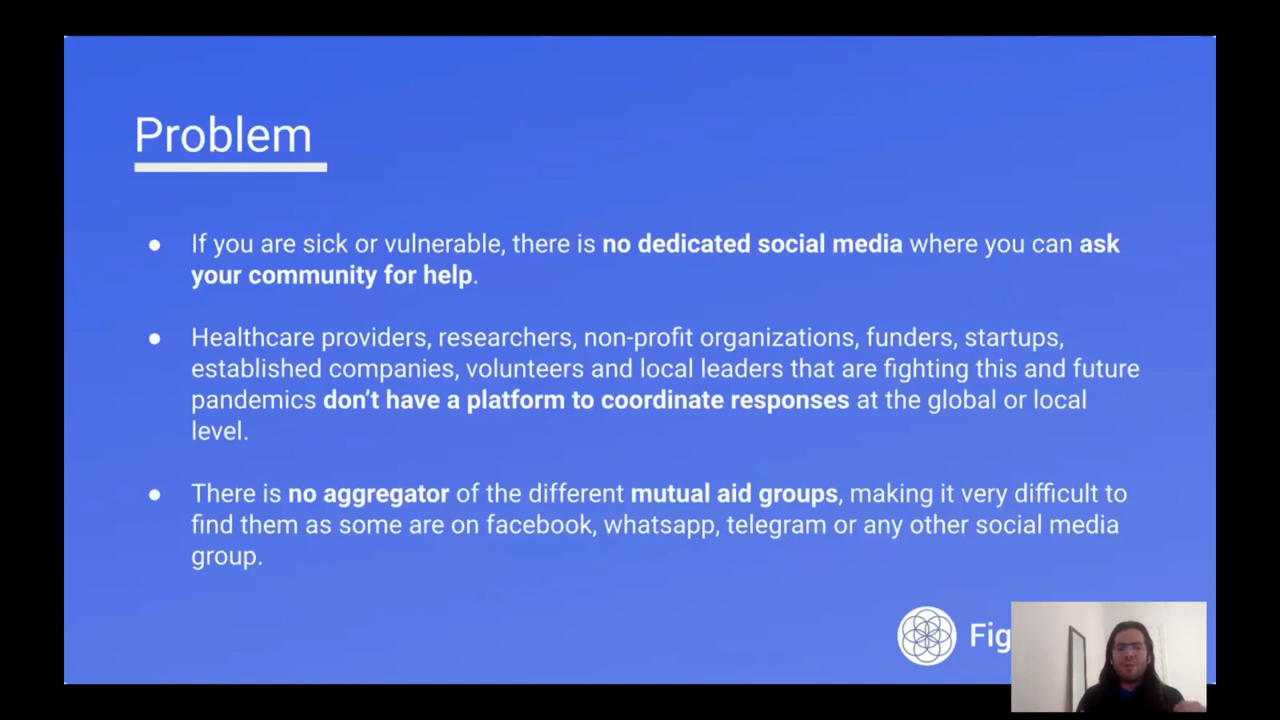 Problem
● If you are sick or vulnerable, there is no dedicated social media where you can ask
your community for help.
● Healthcare providers, researchers, non-profit organizations, funders, startups,
established companies, volunteers and local leaders that are fighting this and future
pandemics don't have a platform to coordinate responses at the global or local
level.
● There is no aggregator of the different mutual aid groups, making it very difficult to
find them as some are on facebook, whatsapp, telegram or any other social media
group.